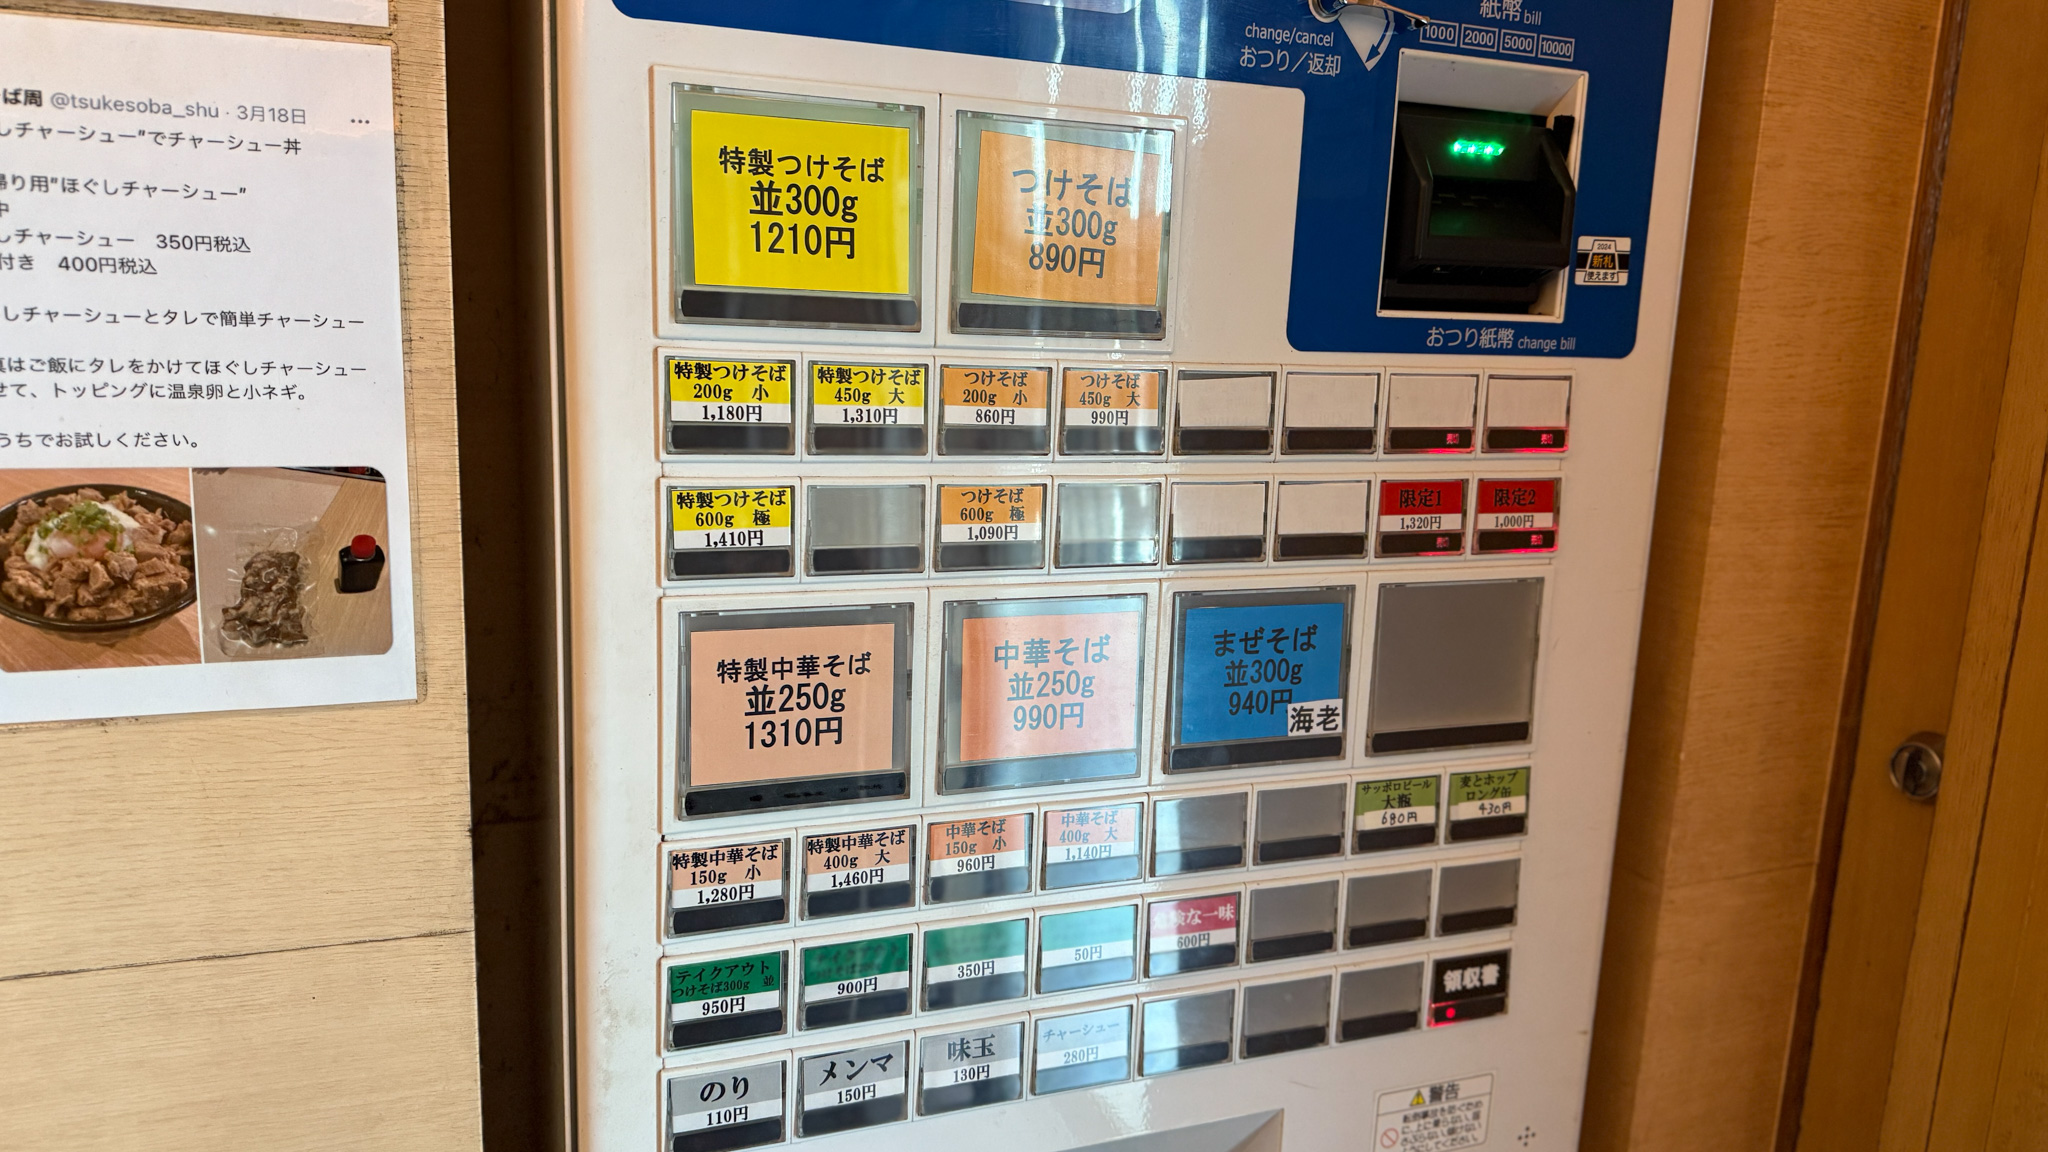 ば周 @tsukesoba_shu · 3月18日 …
しチャーシュー”でチャーシュー丼
り用“ほぐしチャーシュー”
中
しチャーシュー 350円税込
付き 400円税込
しチャーシューとタレで簡単チャーシュー
はご飯にタレをかけてほぐしチャーシュー
せて、トッピングに温泉卵と小ネギ。
うちでお試しください。
change/cancel
おつり／返却
紙幣 bill
1000 2000 5000 10000
2024
新札
使えます
おつり紙幣 change bill
特製つけそば
並300g
1210円
つけそば
並300g
890円
特製つけそば
200g 小
1,180円
特製つけそば
450g 大
1,310円
つけそば
200g 小
860円
つけそば
450g 大
990円
売切
売切
特製つけそば
600g 極
1,410円
つけそば
600g 極
1,090円
限定1
1,320円
売切
限定2
1,000円
売切
特製中華そば
並250g
1310円
中華そば
並250g
990円
まぜそば
並300g
940円
海老
特製中華そば
150g 小
1,280円
特製中華そば
400g 大
1,460円
中華そば
150g 小
960円
中華そば
400g 大
1,140円
サッポロビール
大瓶
680円
麦とホップ
ロング缶
430円
テイクアウト
つけそば300g 並
950円
900円
350円
50円
危険な一味
600円
領収書
のり
110円
メンマ
150円
味玉
130円
チャーシュー
280円
警告